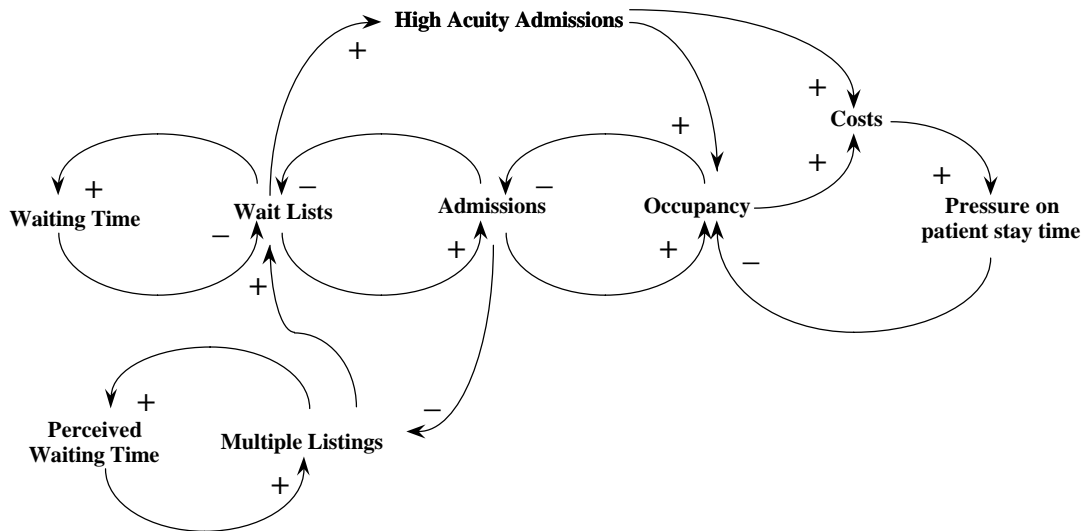 High Acuity Admissions
+
+
Costs
+
+
+
+
−
−
Waiting Time
Wait Lists
Admissions
Occupancy
Pressure on
patient stay time
−
+
+
−
+
+
−
Perceived
Waiting Time
Multiple Listings
+